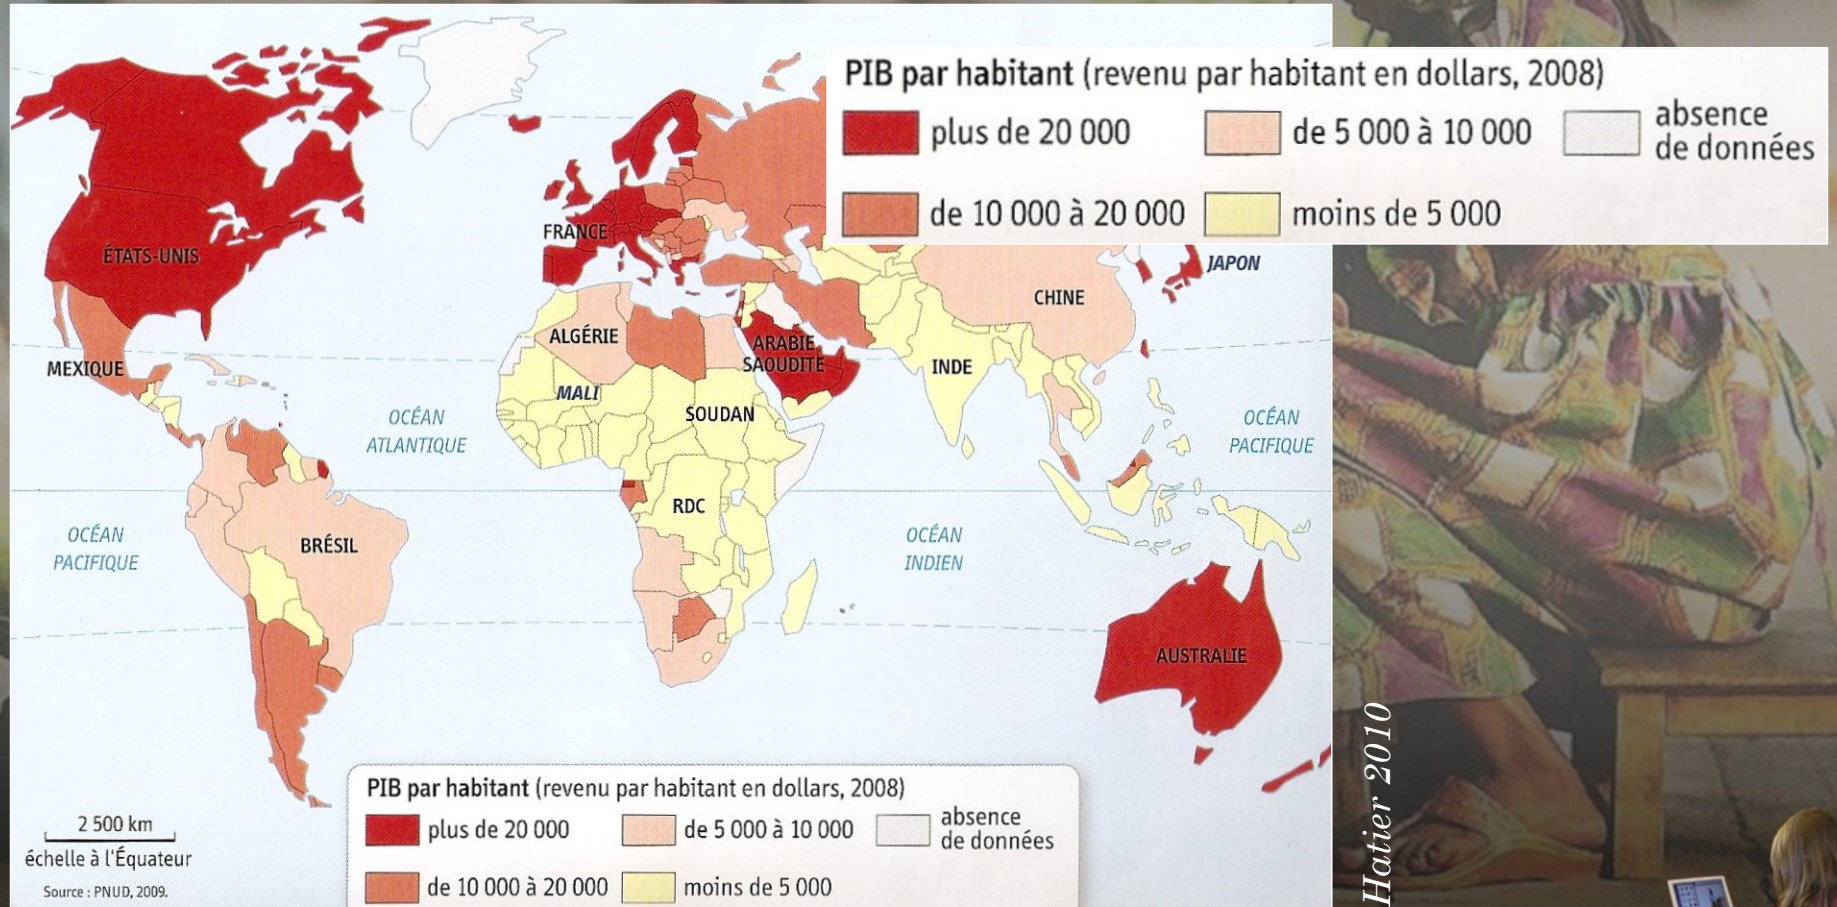 PIB par habitant (revenu par habitant en dollars, 2008)
plus de 20 000
de 5 000 à 10 000
absence
de données
de 10 000 à 20 000
moins de 5 000
FRANCE
ÉTATS-UNIS
JAPON
CHINE
ALGÉRIE
ARABIE
SAOUDITE
MEXIQUE
INDE
MALI
SOUDAN
OCÉAN
ATLANTIQUE
OCÉAN
PACIFIQUE
RDC
OCÉAN
PACIFIQUE
BRÉSIL
OCÉAN
INDIEN
AUSTRALIE
PIB par habitant (revenu par habitant en dollars, 2008)
plus de 20 000
de 5 000 à 10 000
absence
de données
de 10 000 à 20 000
moins de 5 000
2 500 km
échelle à l'Équateur
Source : PNUD, 2009.
Hatier 2010